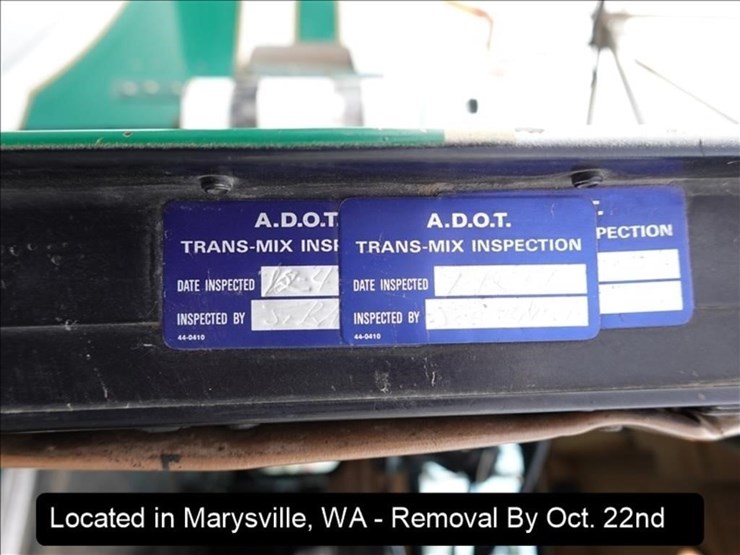 A.D.O.T.
TRANS-MIX INSP
DATE INSPECTED
INSPECTED BY
44-0410
A.D.O.T.
TRANS-MIX INSPECTION
DATE INSPECTED
INSPECTED BY
44-0410
PECTION
Located in Marysville, WA - Removal By Oct. 22nd